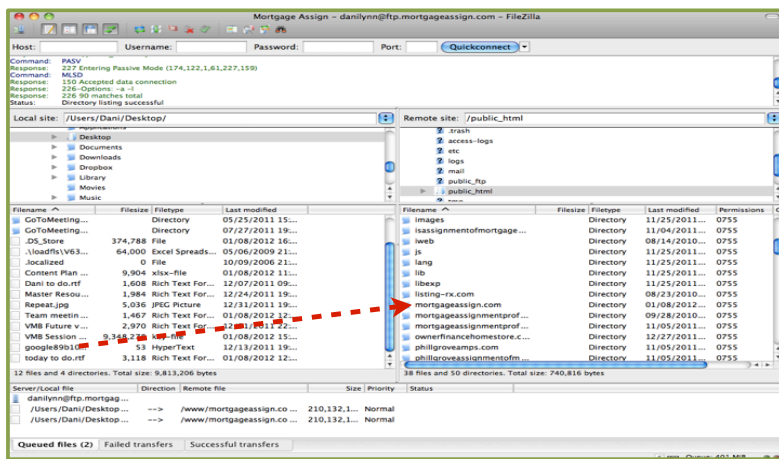 Mortgage Assign – danilynn@ftp.mortgageassign.com – FileZilla
Host: Username: Password: Port: Quickconnect
Command: PASV
Response: 227 Entering Passive Mode (174,122,1,61,227,159)
Command: MLSD
Response: 150 Accepted data connection
Response: 226-Options: -a -l
Response: 226 90 matches total
Status: Directory listing successful
Local site: /Users/Dani/Desktop/
Applications
Desktop
Documents
Downloads
Dropbox
Library
Movies
Music
Remote site: /public_html
.trash
access-logs
etc
logs
mail
public_ftp
public_html
tmp
Filename Filesize Filetype Last modified
GoToMeeting... Directory 05/25/2011 15:...
GoToMeeting... Directory 07/27/2011 19:...
.DS_Store 374,788 File 01/08/2012 16:...
.\loadfls\V63... 64,000 Excel Spreads... 05/06/2009 21:...
.localized 0 File 10/09/2006 21:...
Content Plan ... 9,904 xlsx-file 01/08/2012 11:...
Dani to do.rtf 1,608 Rich Text For... 12/07/2011 09:...
Master Resou... 1,984 Rich Text For... 12/24/2011 19:...
Repeat.jpg 5,036 JPEG Picture 12/31/2011 19:...
Team meetin ... 1,467 Rich Text For... 01/08/2012 12:...
VMB Future v... 2,970 Rich Text For...
VMB Session ... 01/08/2012 15:...
google89b10... 53 HyperText 12/13/2011 19:...
today to do.rtf 3,118 Rich Text For... 01/08/2012 12:...
12 files and 4 directories. Total size: 9,813,206 bytes
Filename Filesize Filetype Last modified Permissions
images Directory 11/25/2011... 0755
isassignmentofmortgage... Directory 11/04/2011... 0755
iweb Directory 08/14/2010... 0755
js Directory 11/25/2011... 0755
lang Directory 11/25/2011... 0755
lib Directory 11/25/2011... 0755
libexp Directory 11/25/2011... 0755
listing-rx.com Directory 08/23/2010... 0755
mortgageassign.com Directory 01/08/2012... 0755
mortgageassignmentprof... Directory 09/28/2010... 0755
mortgageassignmentprof... Directory 11/05/2011... 0755
ownerfinancehomestore.c... Directory 12/27/2011... 0755
phillgroveamps.com Directory 11/05/2011... 0755
phillgroveassignmentofm... Directory 11/05/2011... 0755
38 files and 50 directories. Total size: 740,816 bytes
Server/Local file Direction Remote file Size Priority Status
danilynn@ftp.mortgag...
/Users/Dani/Desktop... --> /www/mortgageassign.co ... 210,132,1... Normal
/Users/Dani/Desktop... --> /www/mortgageassign.co ... 210,132,1... Normal
Queued files (2) Failed transfers Successful transfers
Queue: 401 MiB